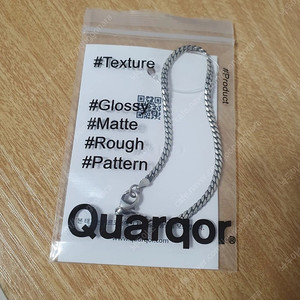 #Texture
#Product
#Glossy
#Matte
#Rough
#Pattern
Quarqor®